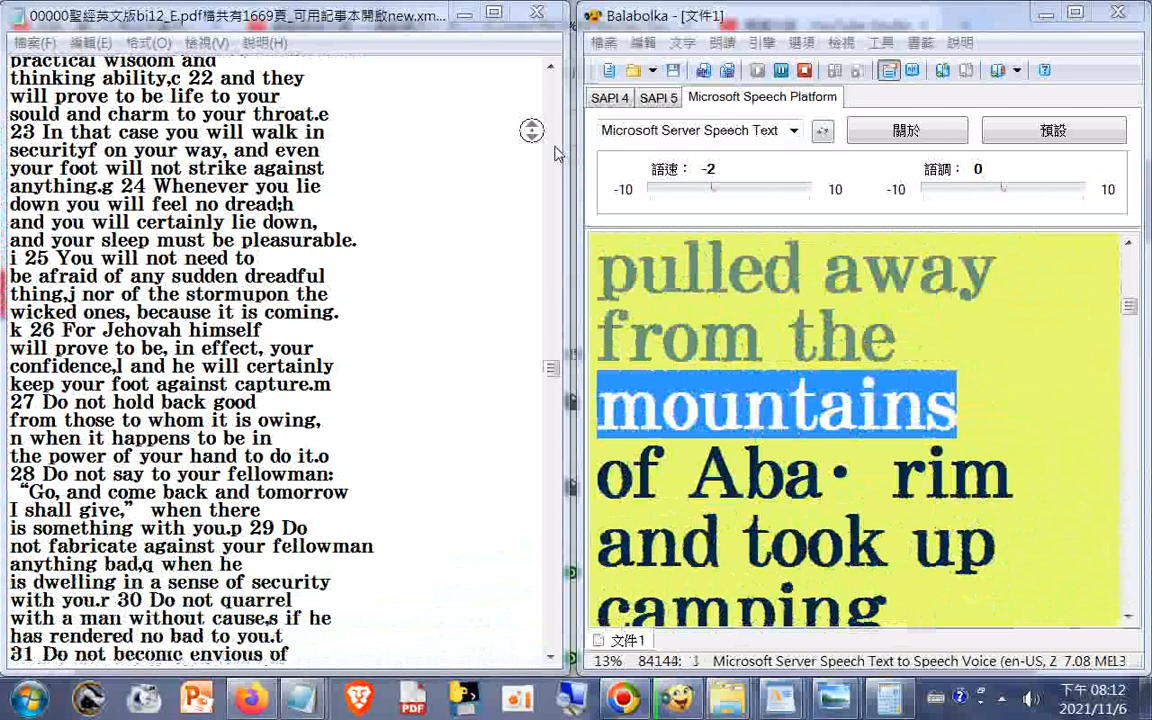 00000聖經英文版bi12_E.pdf檔共有1669頁_可用記事本開啟new.xm...
檔案(F) 編輯(E) 格式(O) 檢視(V) 說明(H)
practical wisdom and
thinking ability,c 22 and they
will prove to be life to your
sould and charm to your throat.e
23 In that case you will walk in
securityf on your way, and even
your foot will not strike against
anything.g 24 Whenever you lie
down you will feel no dread;h
and you will certainly lie down,
and your sleep must be pleasurable.
i 25 You will not need to
be afraid of any sudden dreadful
thing,j nor of the stormupon the
wicked ones, because it is coming.
k 26 For Jehovah himself
will prove to be, in effect, your
confidence,l and he will certainly
keep your foot against capture.m
27 Do not hold back good
from those to whom it is owing,
n when it happens to be in
the power of your hand to do it.o
28 Do not say to your fellowman:
“Go, and come back and tomorrow
I shall give,” when there
is something with you.p 29 Do
not fabricate against your fellowman
anything bad,q when he
is dwelling in a sense of security
with you.r 30 Do not quarrel
with a man without cause,s if he
has rendered no bad to you.t
31 Do not become envious of
Balabolka - [文件1]
檔案 編輯 文字 朗讀 引擎 選項 檢視 工具 書籤 說明
SAPI 4 SAPI 5 Microsoft Speech Platform
Microsoft Server Speech Text 關於 預設
語速： -2 語調： 0
-10 10 -10 10
pulled away
from the
mountains
of Aba· rim
and took up
camping
文件1
13% 84144: Microsoft Server Speech Text to Speech Voice (en-US, Z 7.08 ME
下午 08:12
2021/11/6